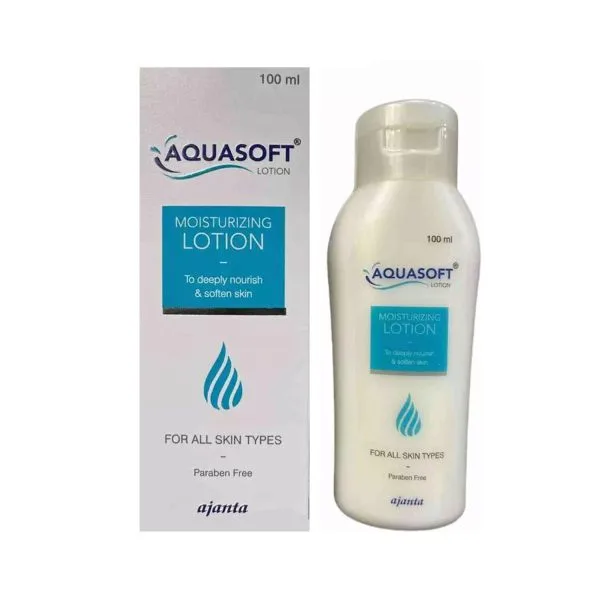 100 ml
AQUASOFT®
LOTION
MOISTURIZING
LOTION
–
To deeply nourish
& soften skin
FOR ALL SKIN TYPES
–
Paraben Free
ajanta
100 ml
AQUASOFT®
LOTION
MOISTURIZING
LOTION
–
To deeply nourish
& soften skin
FOR ALL SKIN TYPES
–
Paraben Free
ajanta